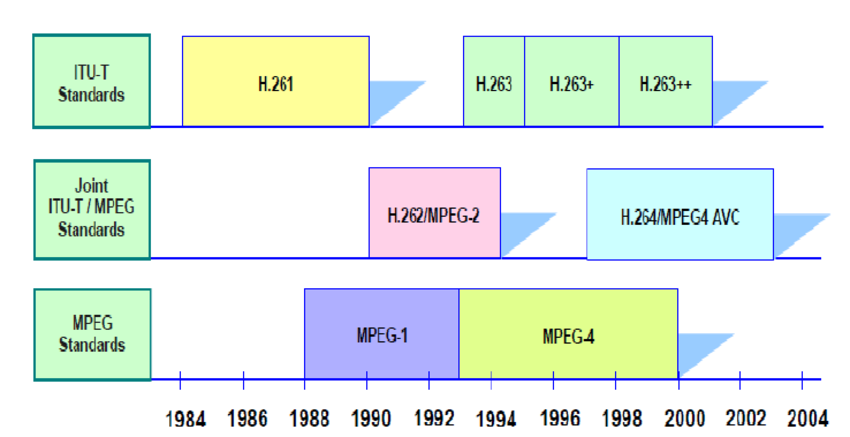 ITU-T
Standards
H.261
H.263
H.263+
H.263++
Joint
ITU-T / MPEG
Standards
H.262/MPEG-2
H.264/MPEG4 AVC
MPEG
Standards
MPEG-1
MPEG-4
1984 1986 1988 1990 1992 1994 1996 1998 2000 2002 2004